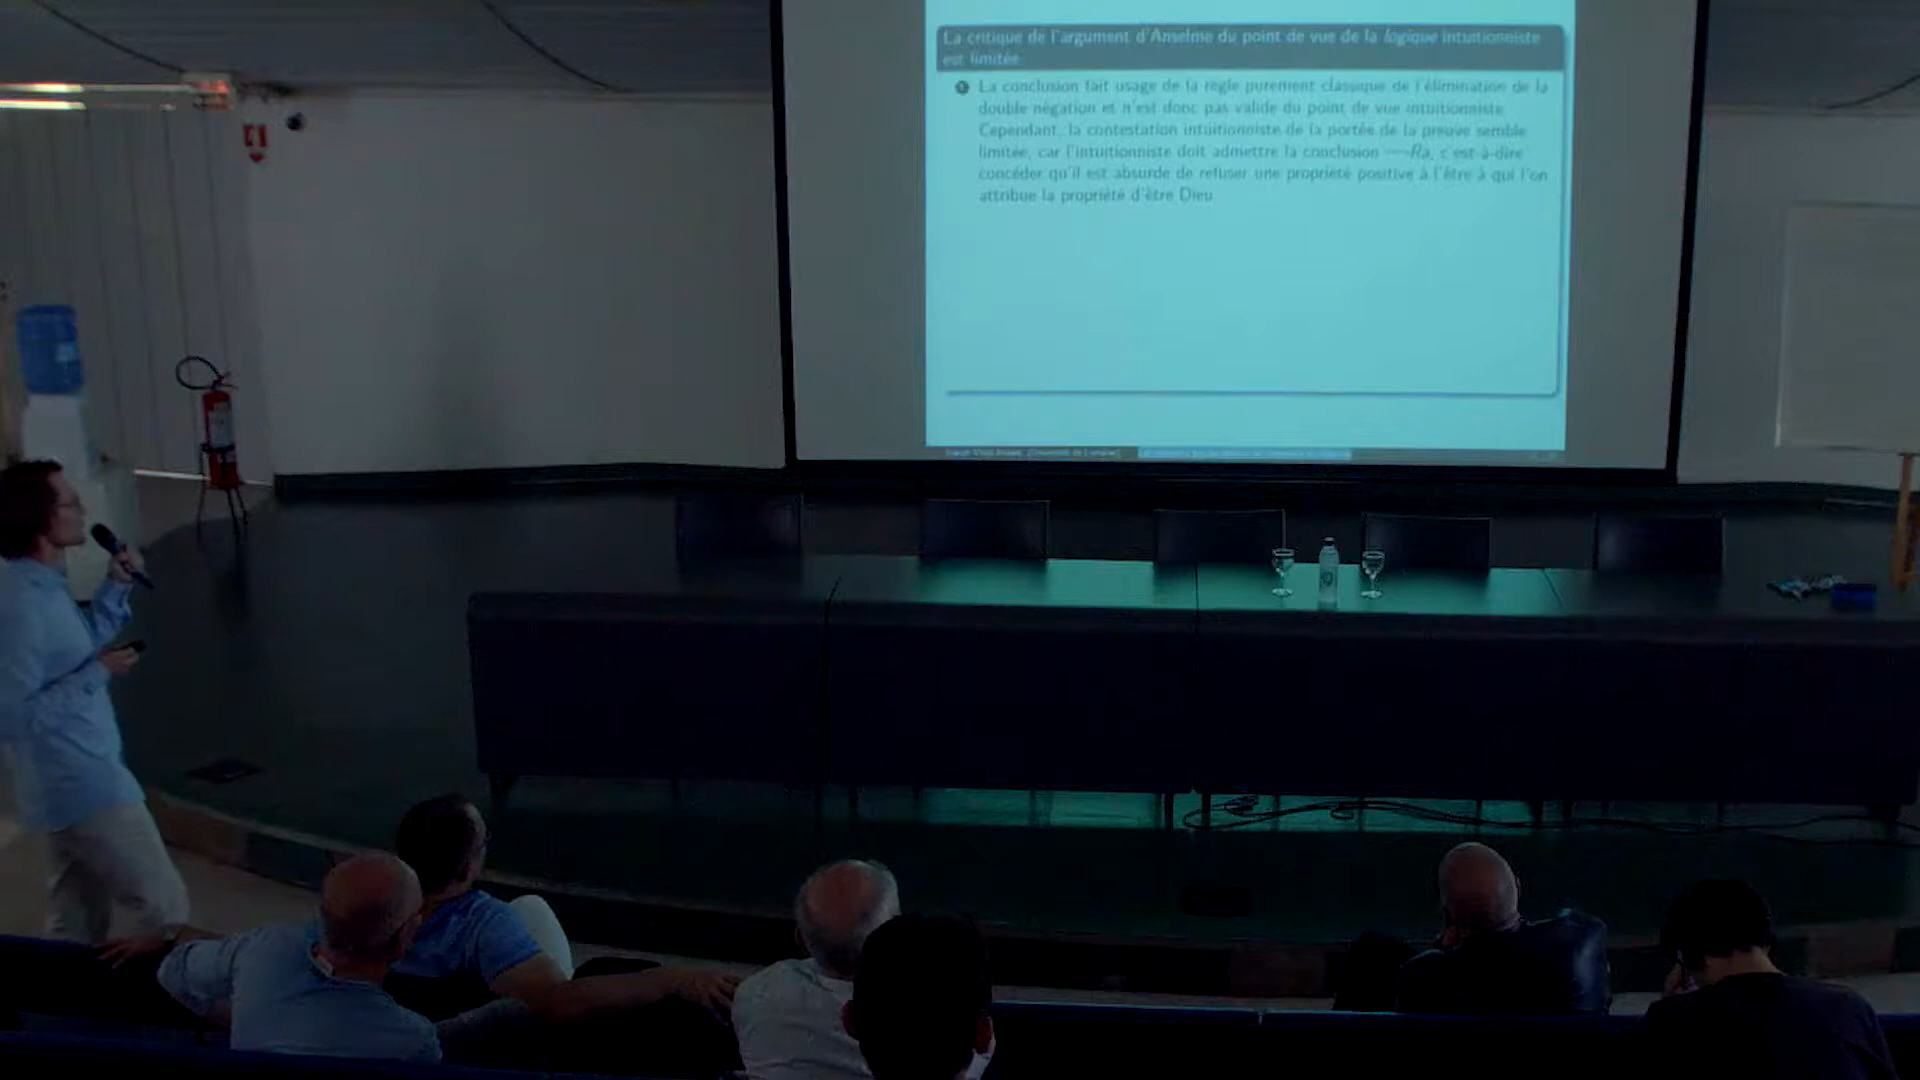 La critique de l'argument d'Anselme du point de vue de la logique intuitionniste
est limitée
1 La conclusion fait usage de la règle purement classique de l'élimination de la
double négation et n'est donc pas valide du point de vue intuitionniste.
Cependant, la contestation intuitionniste de la portée de la preuve semble
limitée, car l'intuitionniste doit admettre la conclusion ¬¬Ra, c'est-à-dire
concéder qu'il est absurde de refuser une propriété positive à l'être à qui l'on
attribue la propriété d'être Dieu.